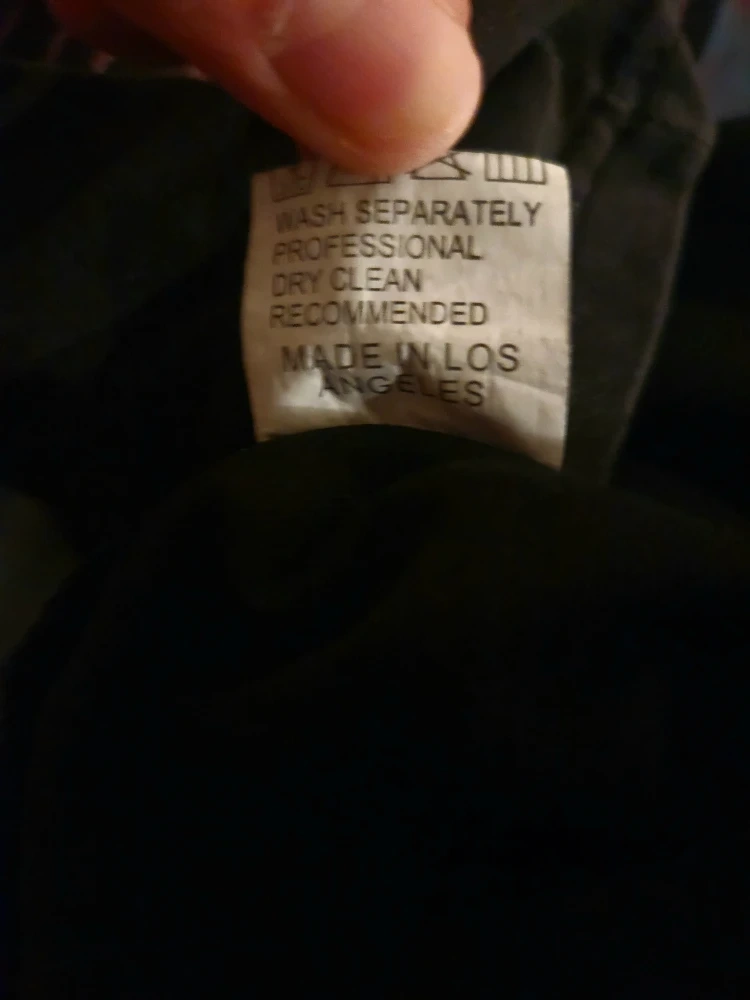 WASH SEPARATELY
PROFESSIONAL
DRY CLEAN
RECOMMENDED
MADE IN LOS
ANGELES